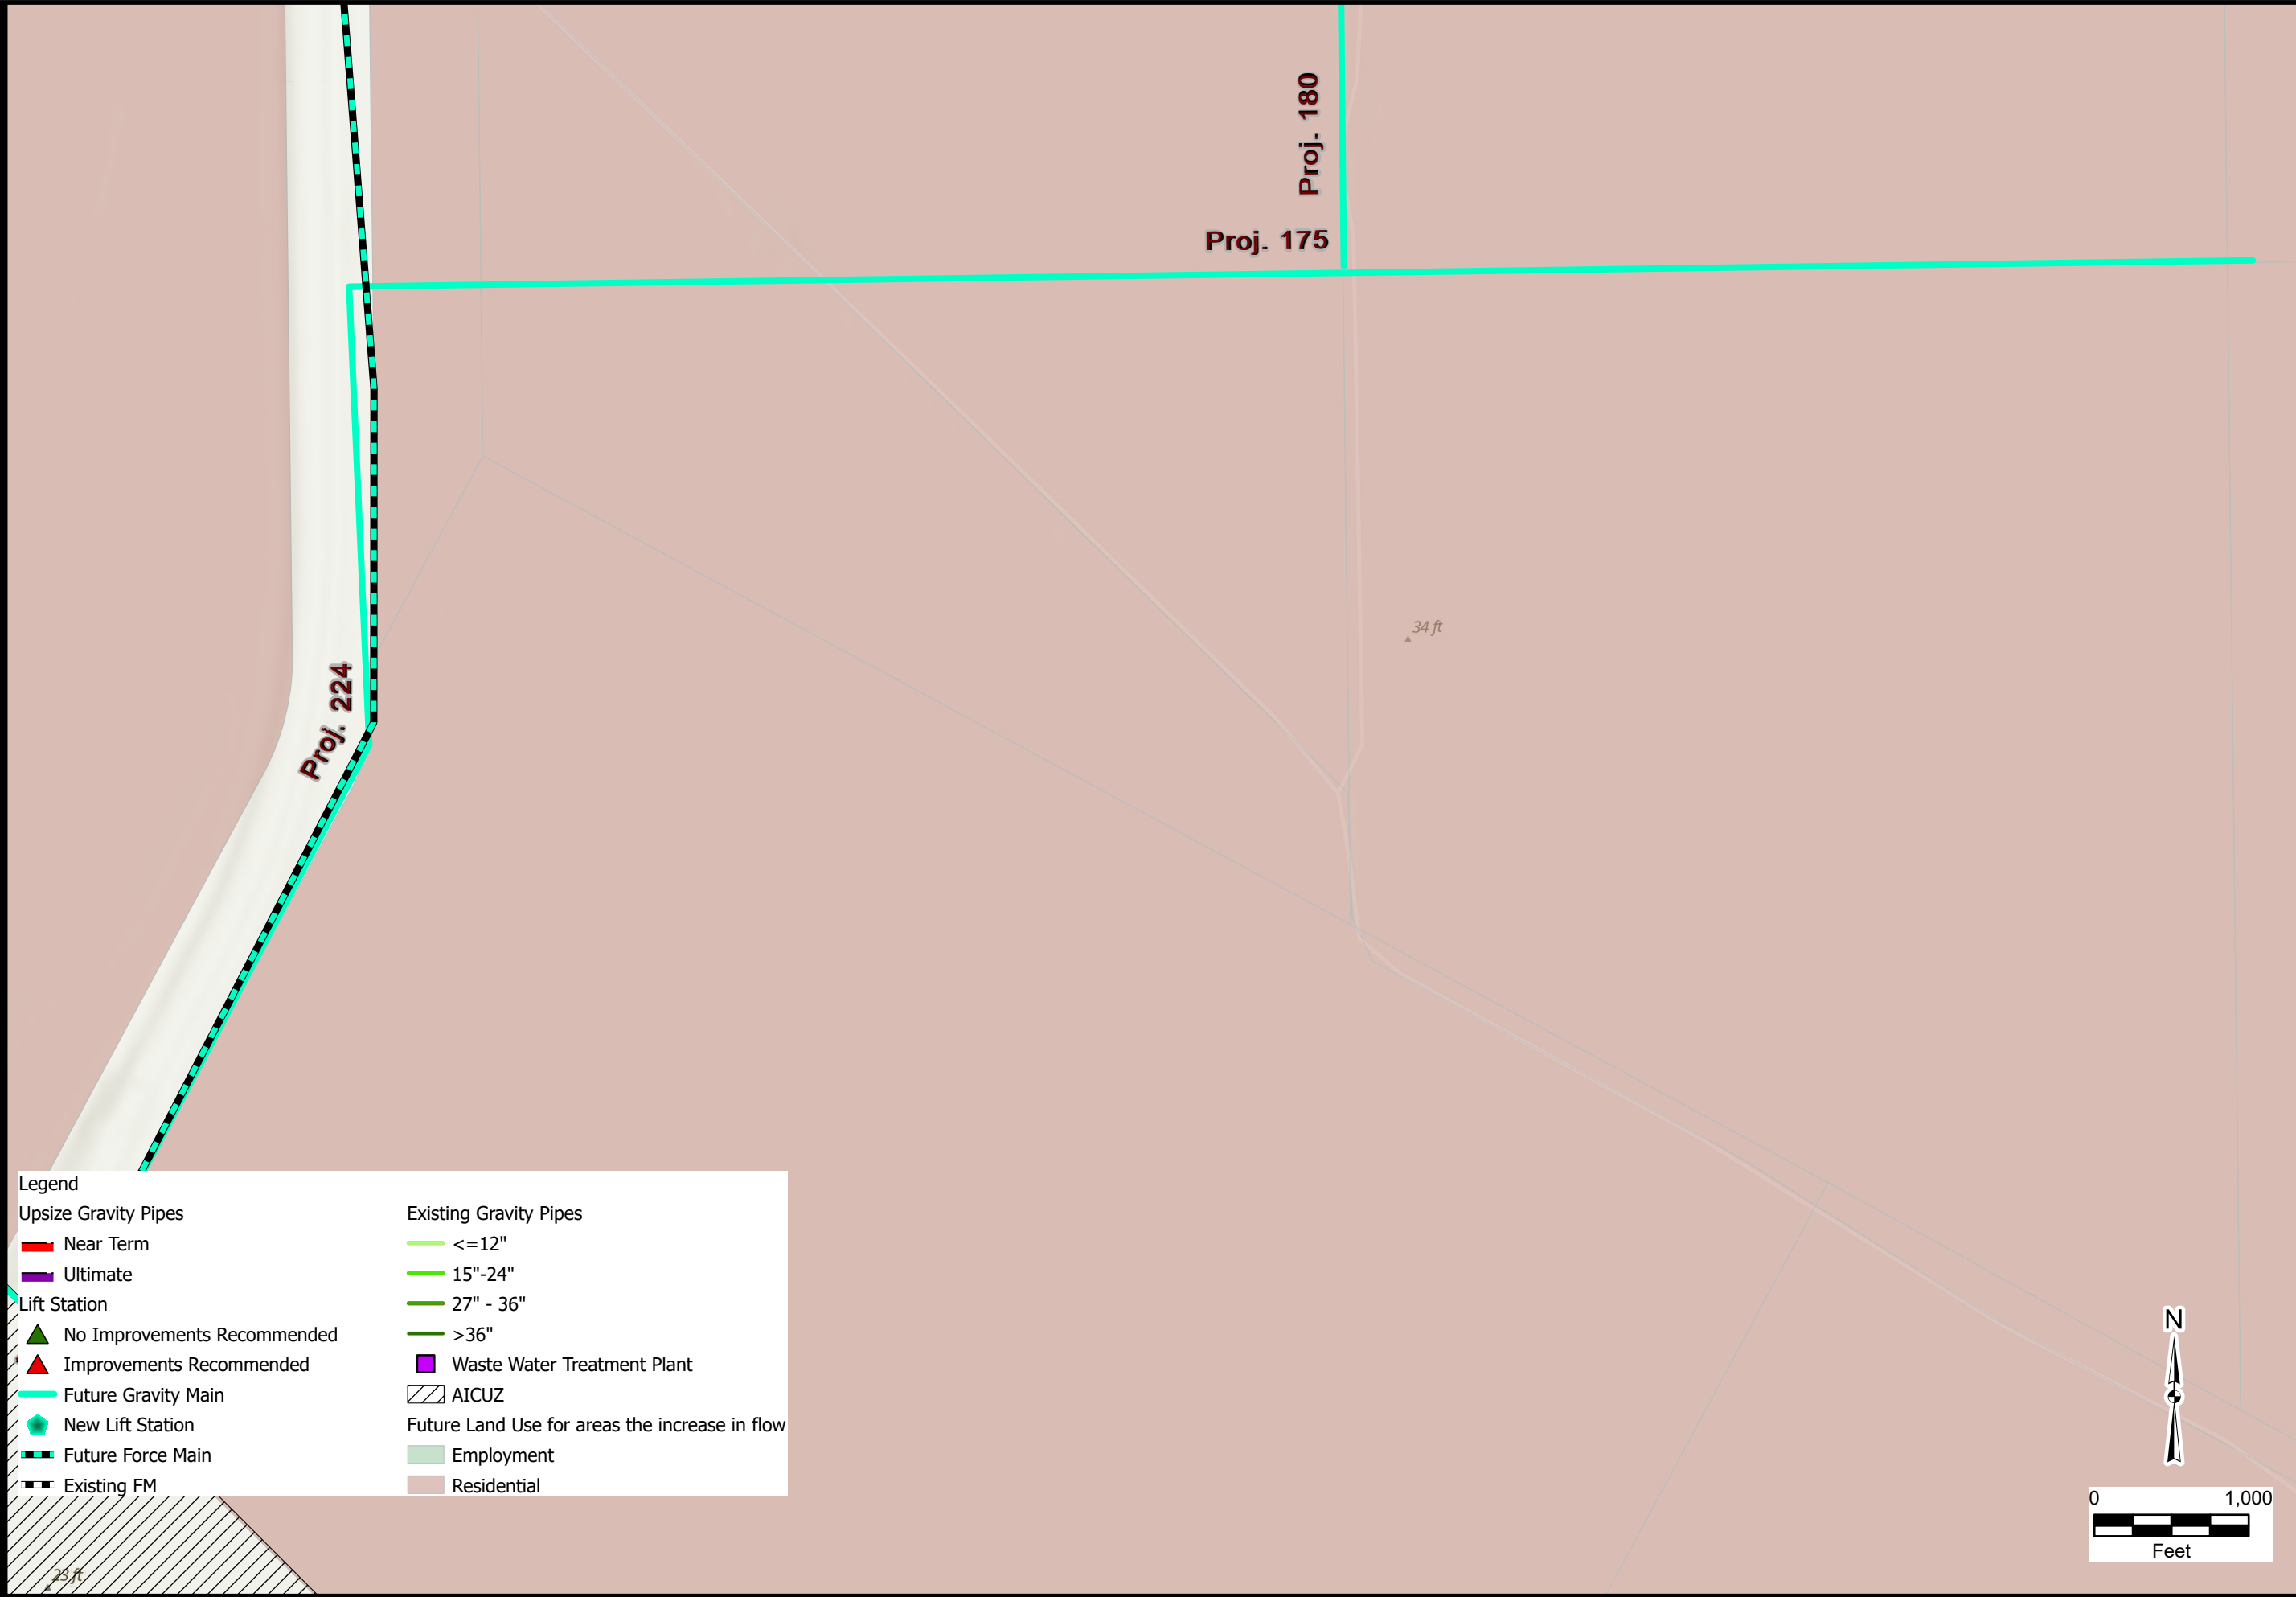 Proj. 180
Proj. 175
34 ft
Proj. 224
Legend
Upsize Gravity Pipes
Near Term
Ultimate
Lift Station
No Improvements Recommended
Improvements Recommended
Future Gravity Main
New Lift Station
Future Force Main
Existing FM
Existing Gravity Pipes
<=12"
15"-24"
27" - 36"
>36"
Waste Water Treatment Plant
AICUZ
Future Land Use for areas the increase in flow
Employment
Residential
N
0 1,000
Feet
23 ft